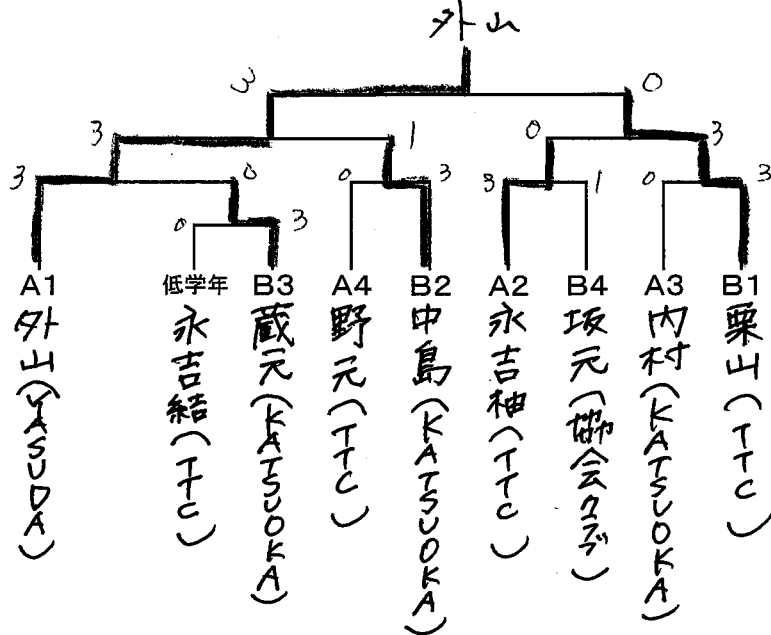 外山
3 0
3 1 0 3
3 0 0 3 3 1 0 3
0 3
A1 低学年 B3 A4 B2 A2 B4 A3 B1
外山(YASUDA)
永吉結(TTC)
蔵元(KATSUOKA)
野元(TTC)
中島(KATSUOKA)
永吉柚(TTC)
坂元(協会クラブ)
内村(KATSUOKA)
栗山(TTC)